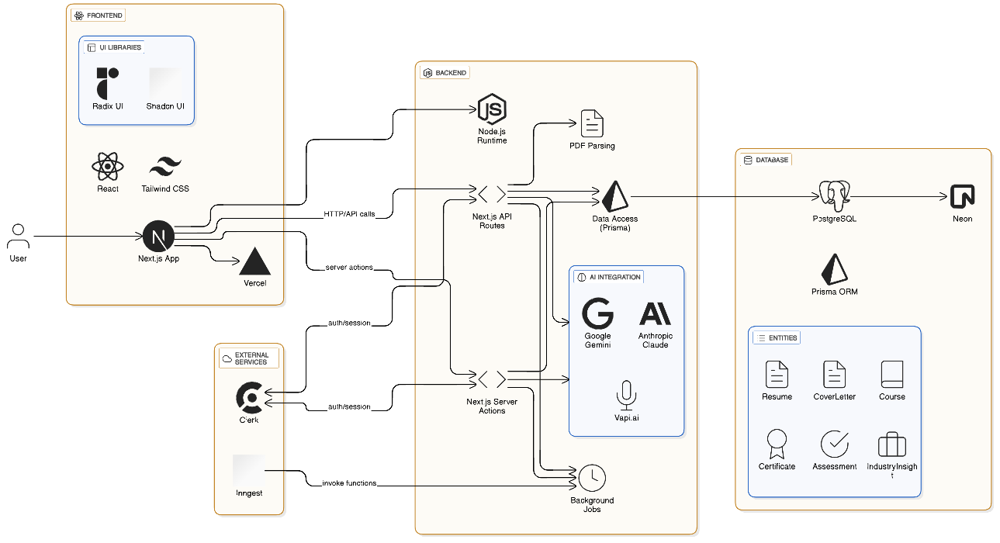 FRONTEND
UI LIBRARIES
Radix UI
Shadcn UI
React
Tailwind CSS
User
Next.js App
Vercel
HTTP/API calls
server actions
auth/session
auth/session
invoke functions
EXTERNAL
SERVICES
Clerk
Inngest
BACKEND
JS
Node.js
Runtime
PDF Parsing
Next.js API
Routes
Data Access
(Prisma)
AI INTEGRATION
Google
Gemini
Anthropic
Claude
Vapi.ai
Next.js Server
Actions
Background
Jobs
DATABASE
PostgreSQL
Neon
Prisma ORM
ENTITIES
Resume
CoverLetter
Course
Certificate
Assessment
IndustryInsigh
t